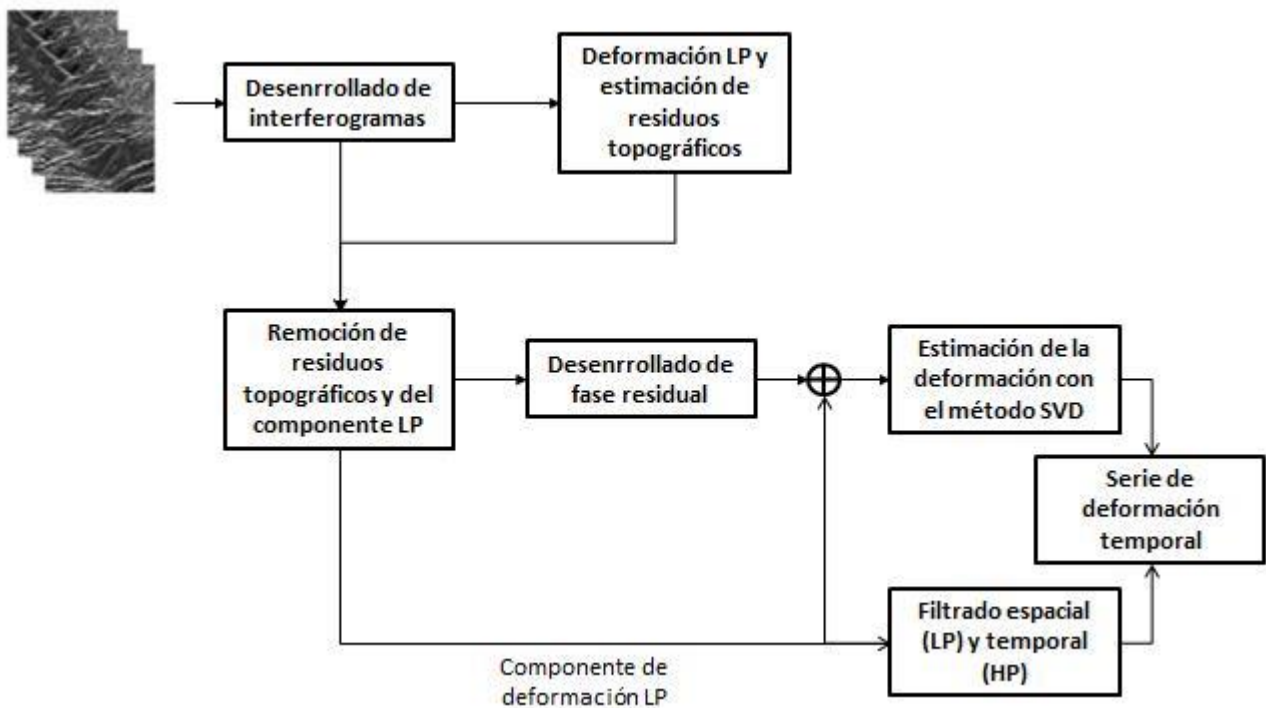 Desenrrollado de
interferogramas
Deformación LP y
estimación de
residuos
topográficos
Remoción de
residuos
topográficos y del
componente LP
Desenrrollado de
fase residual
Estimación de la
deformación con
el método SVD
Serie de
deformación
temporal
Filtrado espacial
(LP) y temporal
(HP)
Componente de
deformación LP